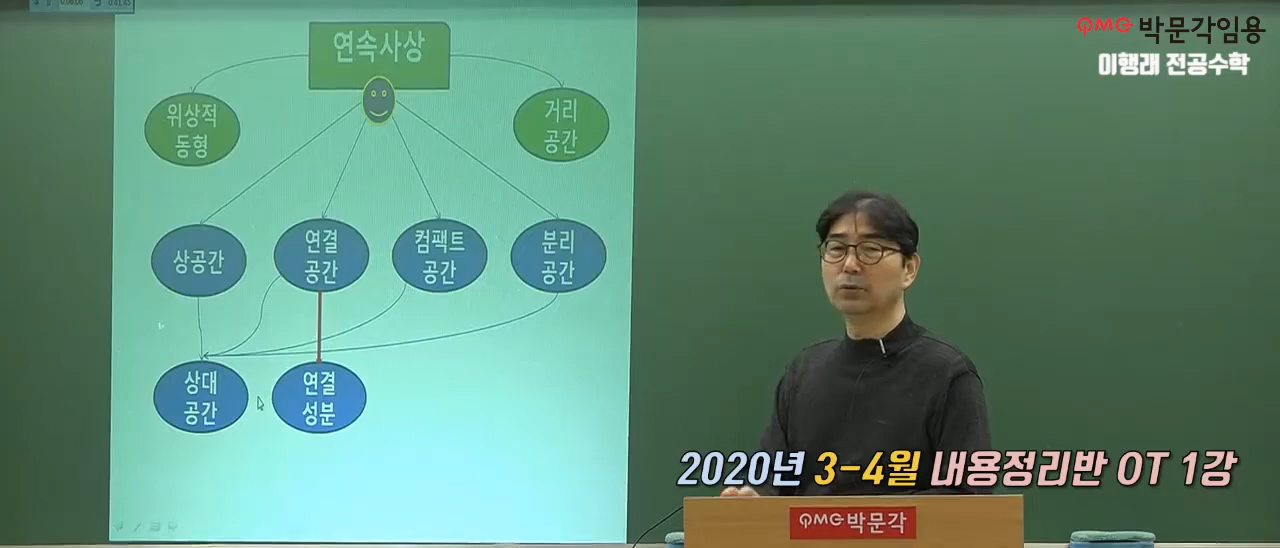 연속사상
위상적
동형
거리
공간
상공간
연결
공간
컴팩트
공간
분리
공간
상대
공간
연결
성분
PMG 박문각임용
이행래 전공수학
2020년 3-4월 내용정리반 OT 1강
PMG 박문각